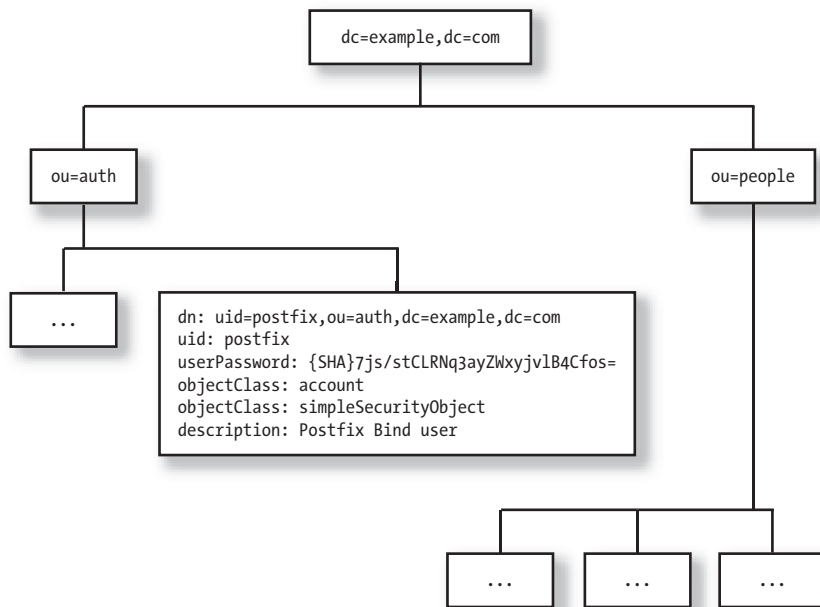 dc=example,dc=com
ou=auth
ou=people
...
dn: uid=postfix,ou=auth,dc=example,dc=com
uid: postfix
userPassword: {SHA}7js/stCLRNq3ayZWxyjvlB4Cfos=
objectClass: account
objectClass: simpleSecurityObject
description: Postfix Bind user
...
...
...